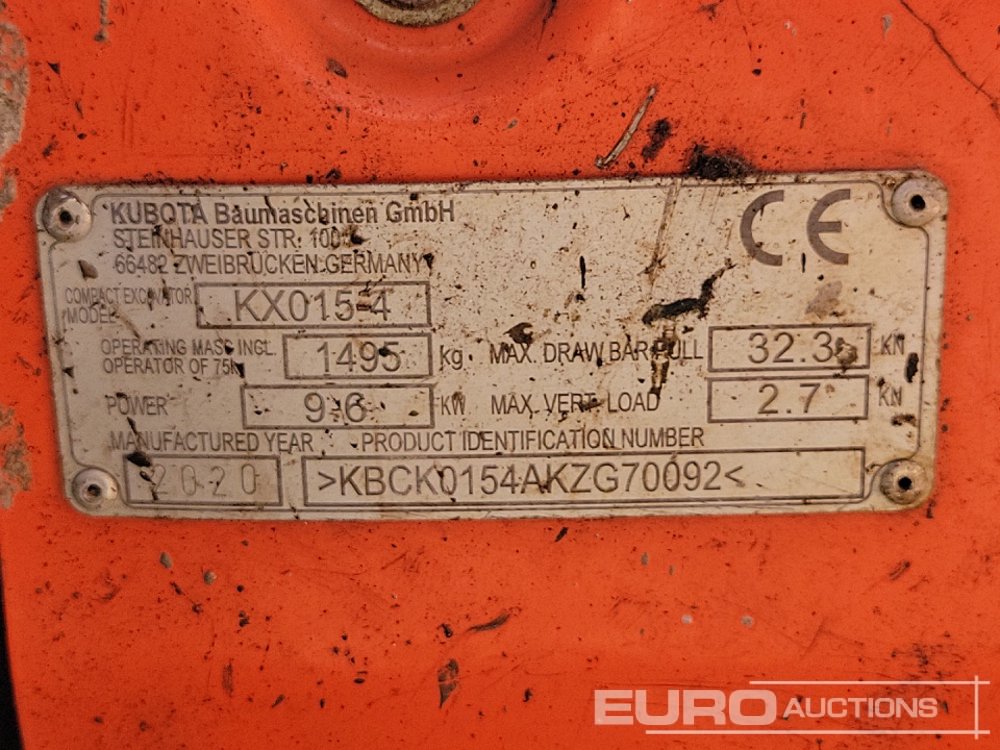 KUBOTA Baumaschinen GmbH
STEINHAUSER STR. 100
66482 ZWEIBRÜCKEN GERMANY
CE
COMPACT EXCAVATOR
MODEL KX015-4
OPERATING MASS INCL.
OPERATOR OF 75kg 1495 kg MAX. DRAW BAR PULL 32.3 KN
POWER 9.6 kW MAX. VERT. LOAD 2.7 KN
MANUFACTURED YEAR PRODUCT IDENTIFICATION NUMBER
2020 >KBCK0154AKZG70092<
EURO AUCTIONS